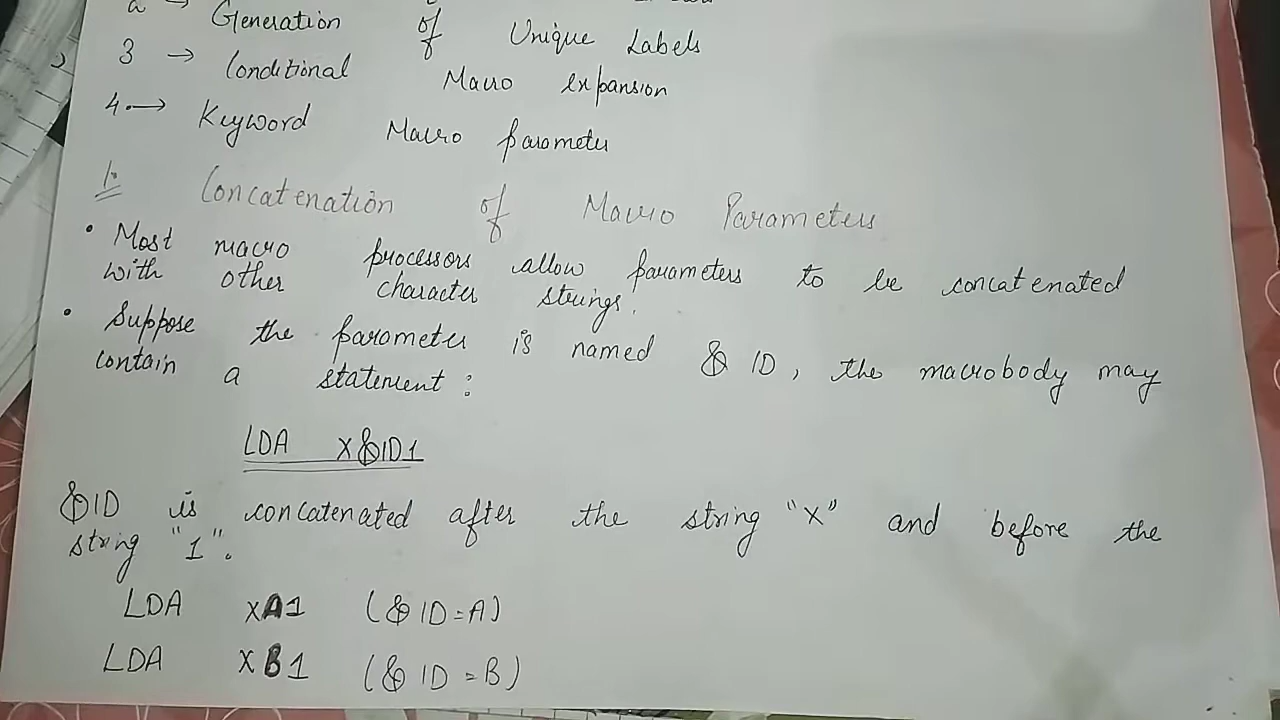 Generation of Unique Labels
3 → Conditional Macro expansion
4. → Keyword Macro parameter
1. Concatenation of Macro Parameters
• Most macro processors allow parameters to be concatenated
with other character strings.
• Suppose the parameter is named &ID, the macrobody may
contain a statement:
LDA X&ID1
&ID is concatenated after the string "X" and before the
string "1".
LDA XA1 (&ID=A)
LDA XB1 (&ID=B)